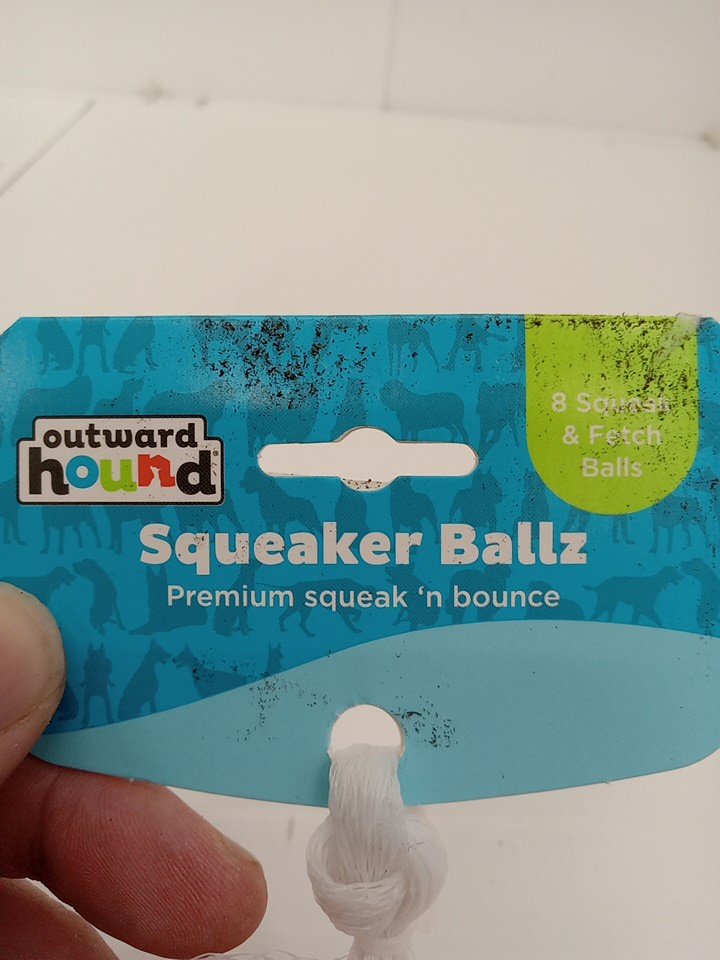 outward
hound®
8 Squeak
& Fetch
Balls
Squeaker Ballz
Premium squeak ‘n bounce